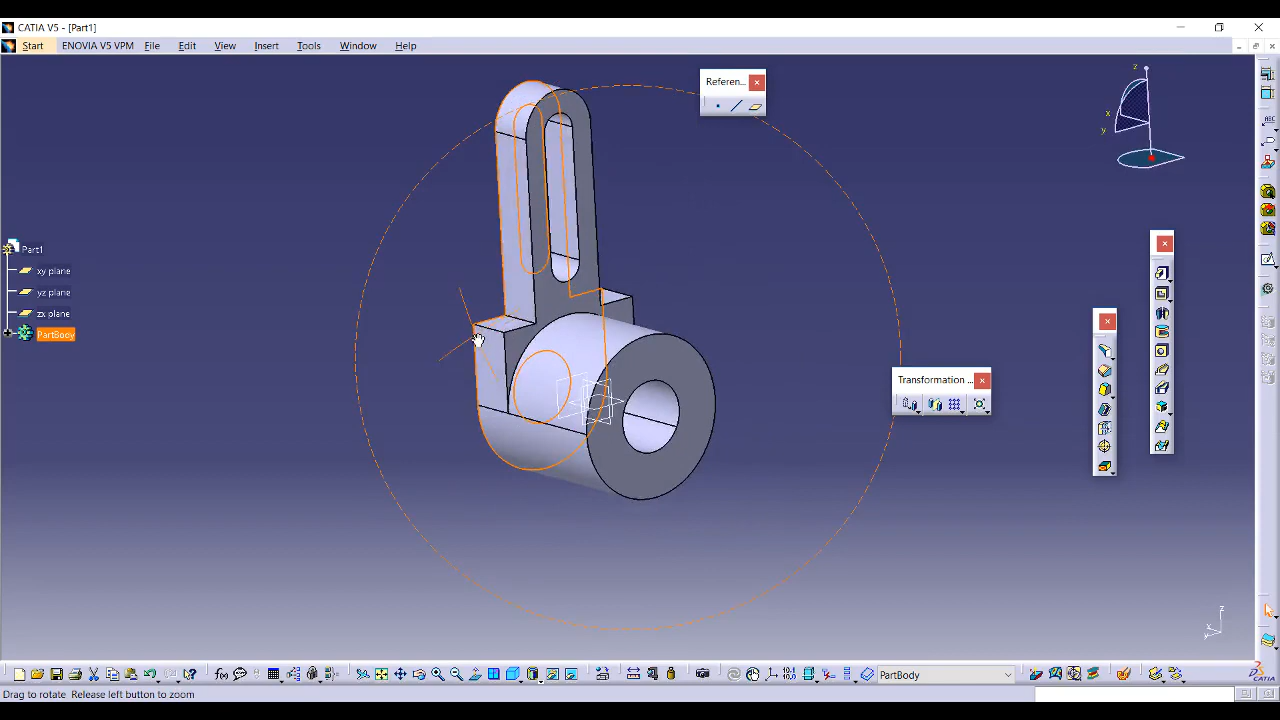 CATIA V5 - [Part1]
Start ENOVIA V5 VPM File Edit View Insert Tools Window Help
Referen...
z
x
y
Part1
xy plane
yz plane
zx plane
PartBody
Transformation ...
z
x
y
PartBody
CATIA
Drag to rotate Release left button to zoom